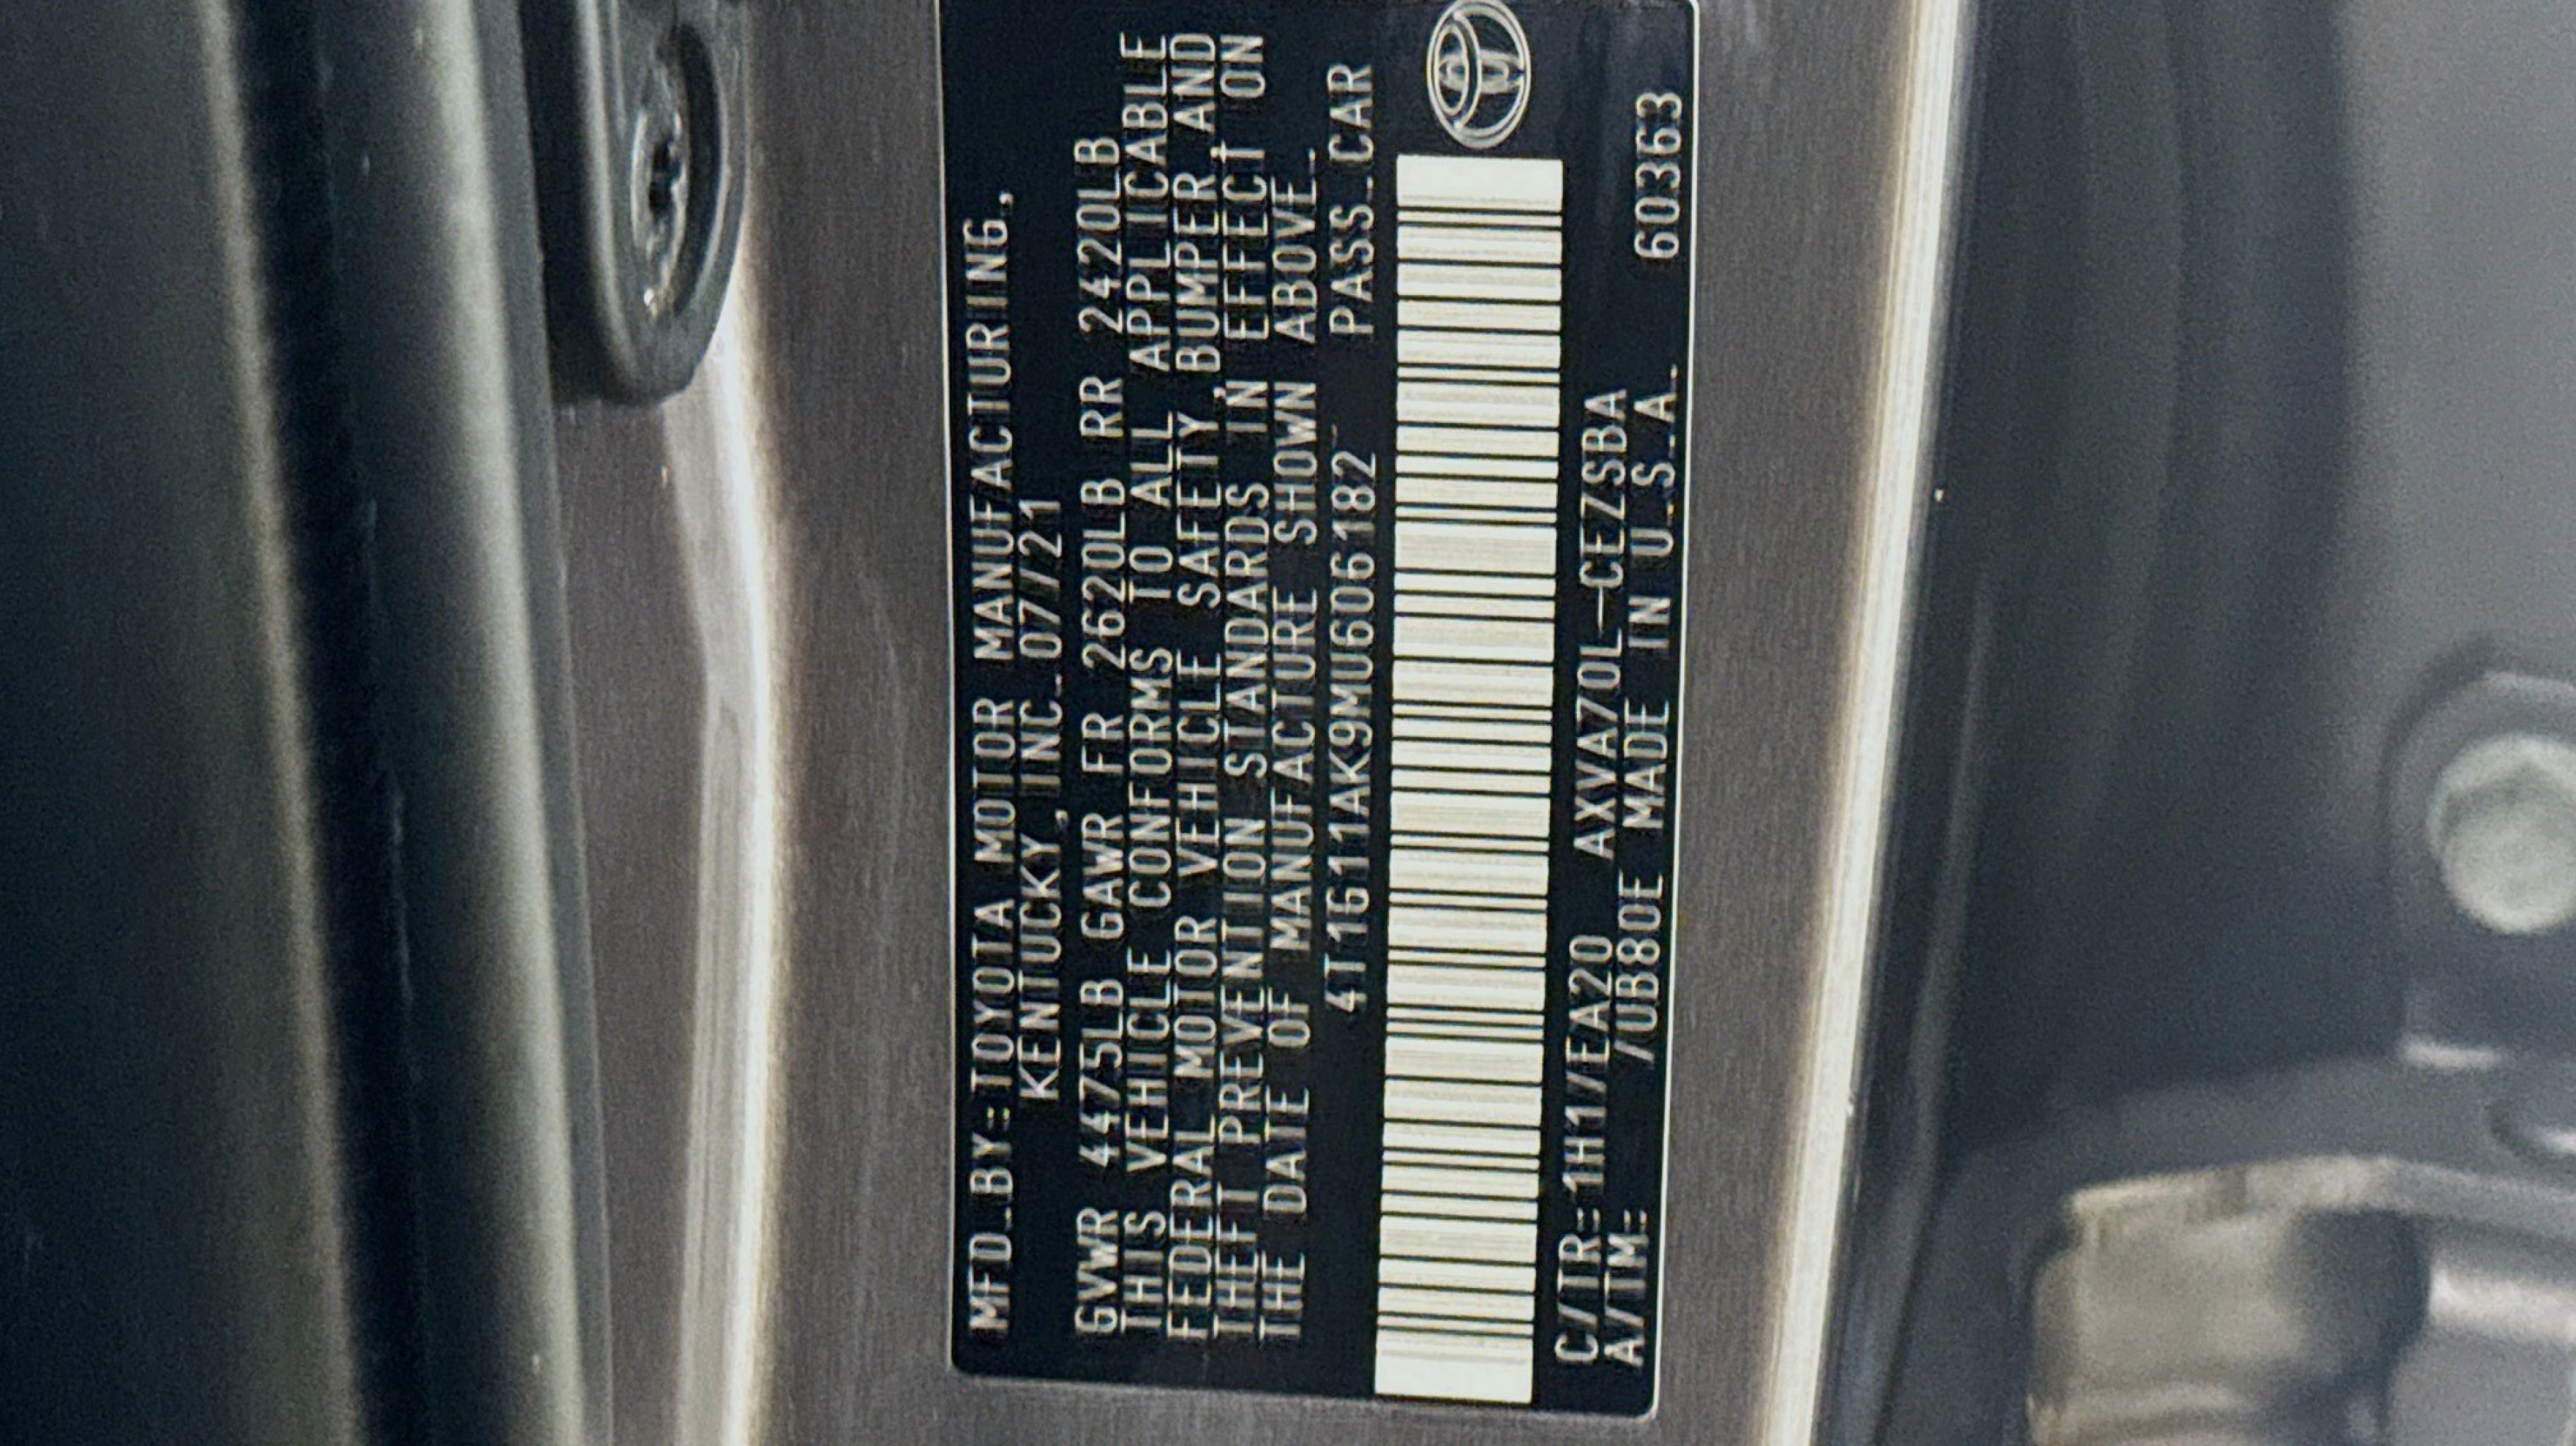 MFD.BY:TOYOTA MOTOR MANUFACTURING.,
KENTUCKY, INC. 07/21
GVWR 4475LB GAWR FR 2620LB RR 2420LB
THIS VEHICLE CONFORMS TO ALL APPLICABLE
FEDERAL MOTOR VEHICLE SAFETY,BUMPER,AND
THEFT PREVENTION STANDARDS IN EFFECT ON
THE DATE OF MANUFACTURE SHOWN ABOVE.
4T1G11AK9MU606182 PASS.CAR
C/TR:1H1/EA20 AXVA70L-CEZSBA
A/TM: /UB80E MADE IN U.S.A. 60363